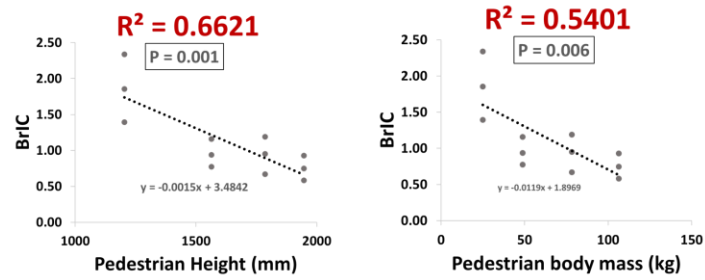 R² = 0.6621
P = 0.001
2.50
2.00
1.50
1.00
0.50
0.00
BrIC
y = -0.0015x + 3.4842
1000
1500
2000
Pedestrian Height (mm)
R² = 0.5401
P = 0.006
2.50
2.00
1.50
1.00
0.50
0.00
BrIC
y = -0.0119x + 1.8969
0
50
100
150
Pedestrian body mass (kg)